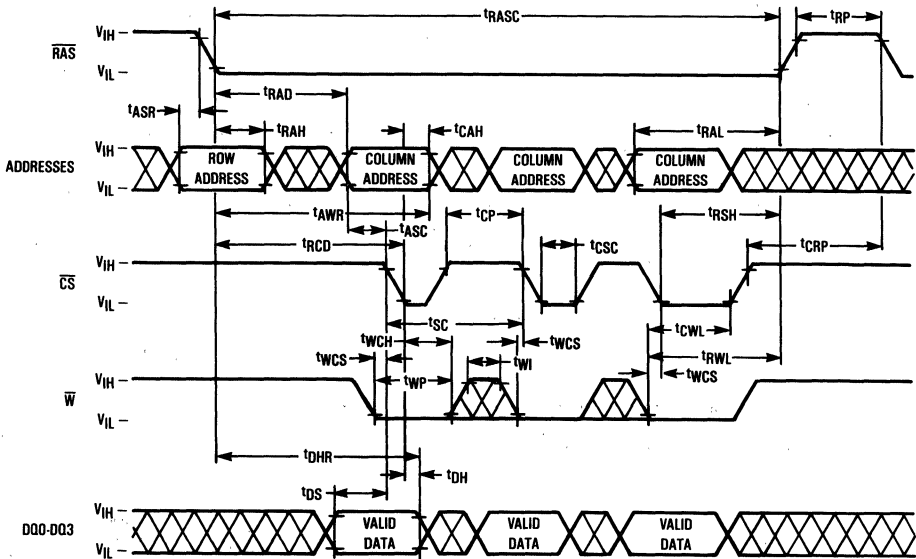 tRASC
tRP
RAS
VIH
VIL
tRAD
tASR
tRAH
tCAH
tRAL
ADDRESSES
VIH
VIL
ROW ADDRESS
COLUMN ADDRESS
COLUMN ADDRESS
COLUMN ADDRESS
tAWR
tASC
tCP
tRSH
tRCD
tCSC
tCRP
CS
VIH
VIL
tSC
tCWL
tWCH
tWCS
tRWL
tWCS
tWI
tWCS
tWP
W
VIH
VIL
tDHR
tDH
tDS
DQ0-DQ3
VIH
VIL
VALID DATA
VALID DATA
VALID DATA